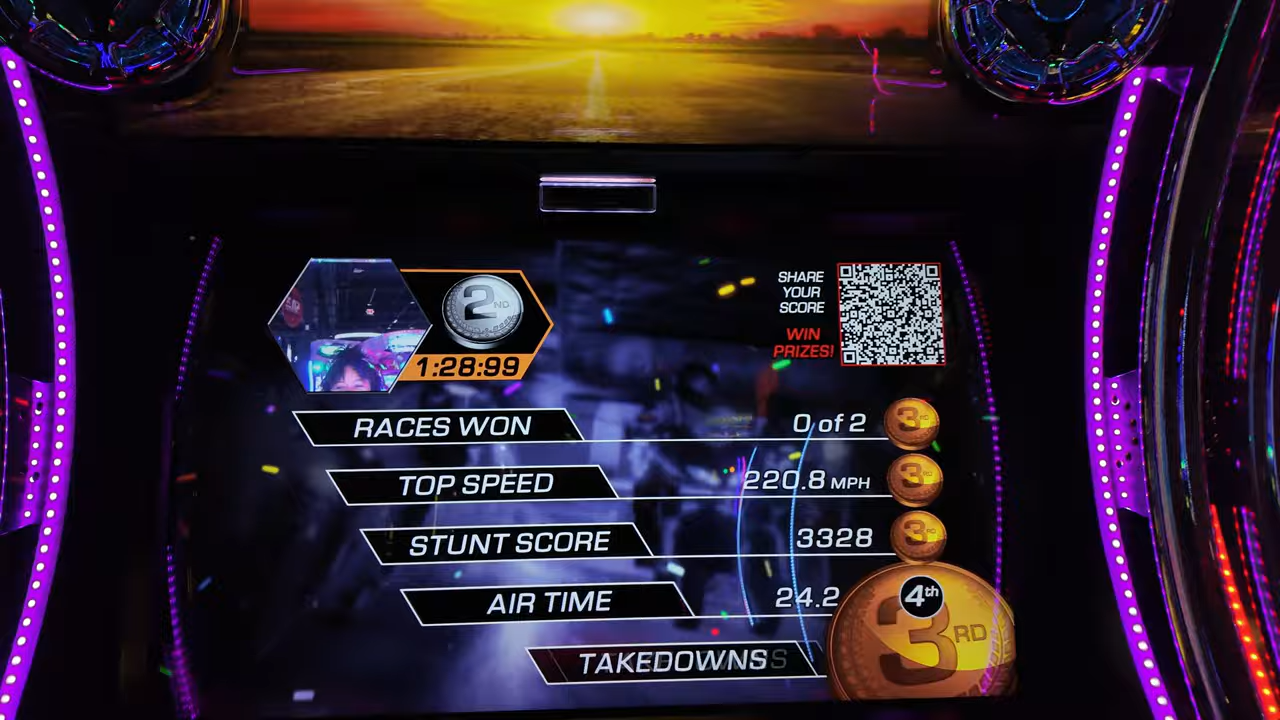 2ND
1:28:99
SHARE
YOUR
SCORE
WIN
PRIZES!
RACES WON 0 of 2 3RD
TOP SPEED 220.8 MPH 3RD
STUNT SCORE 3328 3RD
AIR TIME 24.2
4th
3RD
TAKEDOWNS